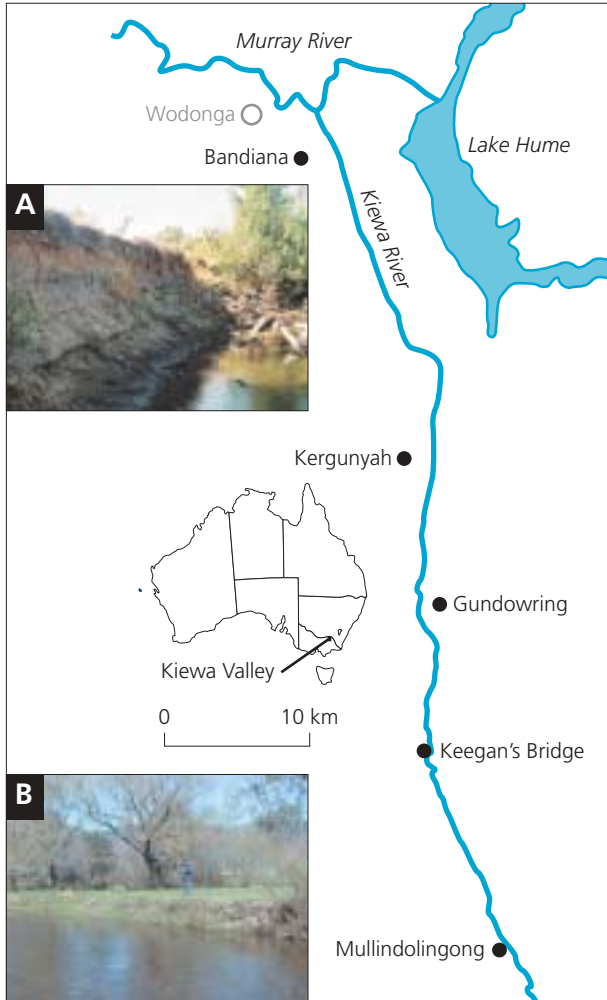 Murray River
Wodonga
Lake Hume
Bandiana
A
Kiewa River
Kergunyah
Gundowring
Kiewa Valley
0 10 km
Keegan's Bridge
B
Mullindolingong